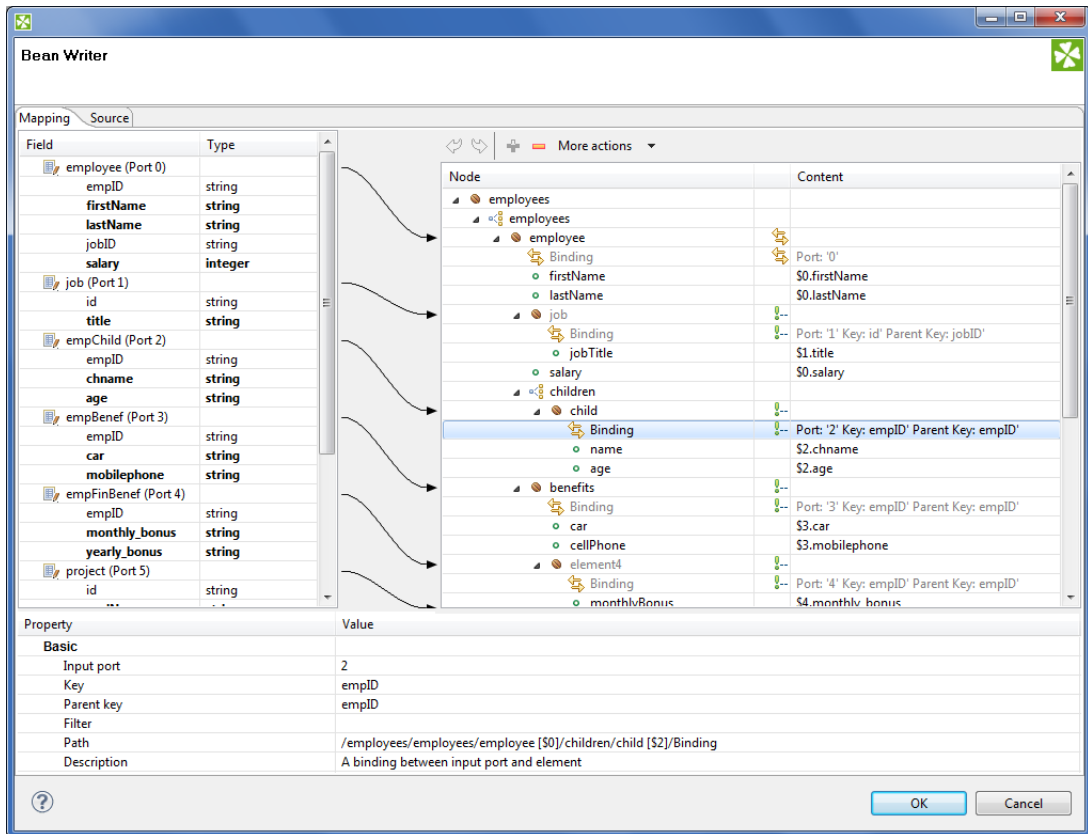 Bean Writer
Mapping Source
Field Type
employee (Port 0)
empID string
firstName string
lastName string
jobID string
salary integer
job (Port 1)
id string
title string
empChild (Port 2)
empID string
chname string
age string
empBenef (Port 3)
empID string
car string
mobilephone string
empFinBenef (Port 4)
empID string
monthly_bonus string
yearly_bonus string
project (Port 5)
id string
More actions
Node Content
employees
employees
employee
Binding Port: '0'
firstName $0.firstName
lastName $0.lastName
job
Binding Port: '1' Key: id' Parent Key: jobID'
jobTitle $1.title
salary $0.salary
children
child
Binding Port: '2' Key: empID' Parent Key: empID'
name $2.chname
age $2.age
benefits
Binding Port: '3' Key: empID' Parent Key: empID'
car $3.car
cellPhone $3.mobilephone
element4
Binding Port: '4' Key: empID' Parent Key: empID'
monthlyBonus $4.monthly_bonus
Property Value
Basic
Input port 2
Key empID
Parent key empID
Filter
Path /employees/employees/employee [$0]/children/child [$2]/Binding
Description A binding between input port and element
?
OK Cancel